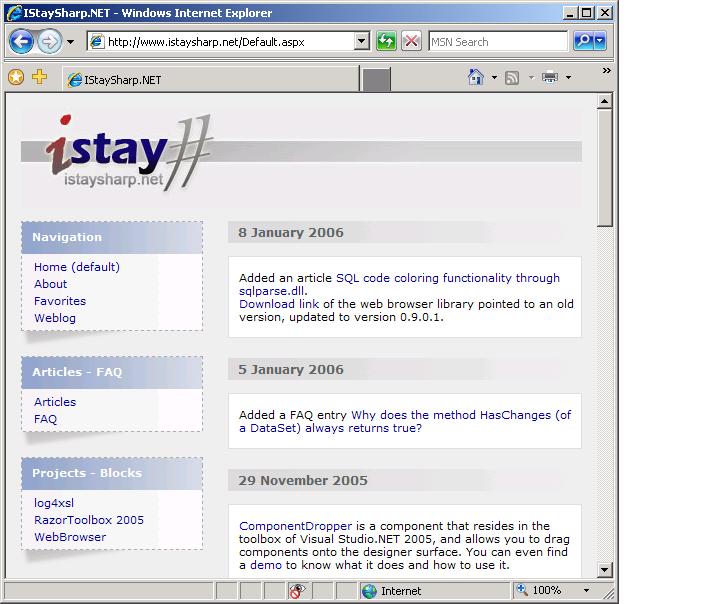 IStaySharp.NET - Windows Internet Explorer
http://www.istaysharp.net/Default.aspx
MSN Search
IStaySharp.NET
»
istay#
istaysharp.net
Navigation
Home (default)
About
Favorites
Weblog
Articles - FAQ
Articles
FAQ
Projects - Blocks
log4xsl
RazorToolbox 2005
WebBrowser
8 January 2006
Added an article SQL code coloring functionality through
sqlparse.dll.
Download link of the web browser library pointed to an old
version, updated to version 0.9.0.1.
5 January 2006
Added a FAQ entry Why does the method HasChanges (of
a DataSet) always returns true?
29 November 2005
ComponentDropper is a component that resides in the
toolbox of Visual Studio.NET 2005, and allows you to drag
components onto the designer surface. You can even find
a demo to know what it does and how to use it.
Internet
100%